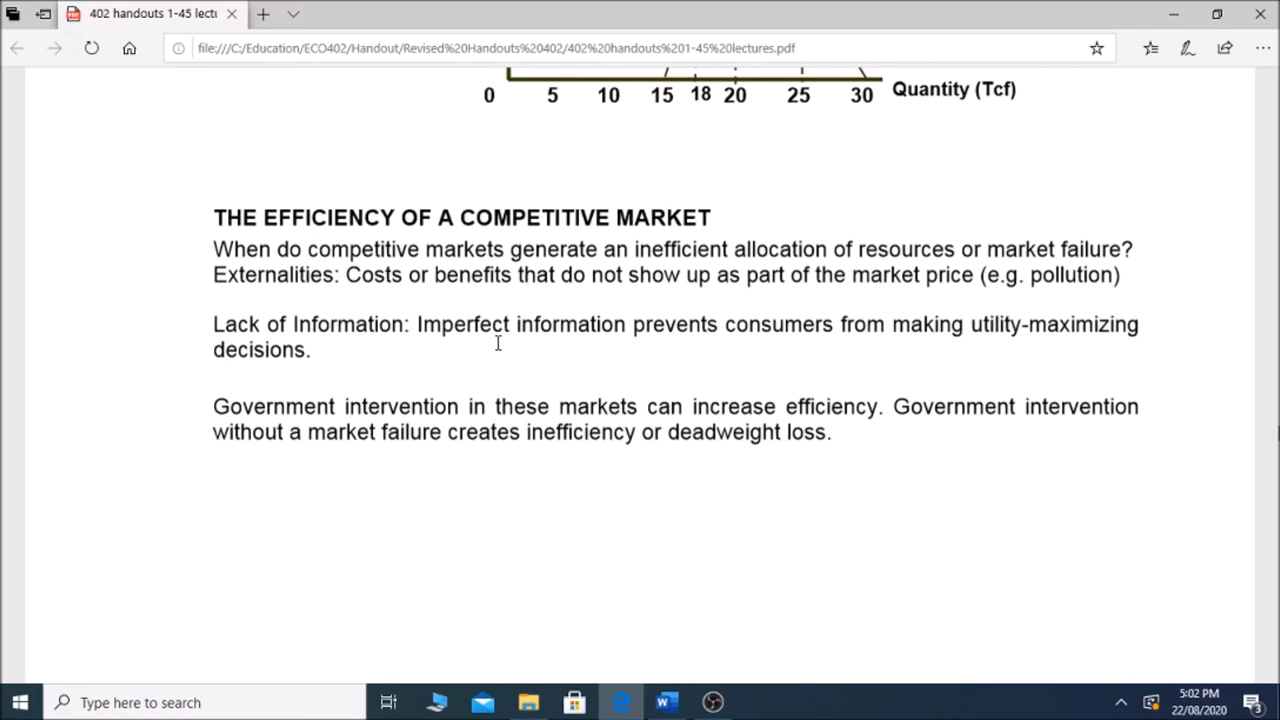 402 handouts 1-45 lectu
file:///C:/Education/ECO402/Handout/Revised%20Handouts%20402/402%20handouts%201-45%20lectures.pdf
0 5 10 15 18 20 25 30 Quantity (Tcf)
THE EFFICIENCY OF A COMPETITIVE MARKET
When do competitive markets generate an inefficient allocation of resources or market failure?
Externalities: Costs or benefits that do not show up as part of the market price (e.g. pollution)
Lack of Information: Imperfect information prevents consumers from making utility-maximizing
decisions.
Government intervention in these markets can increase efficiency. Government intervention
without a market failure creates inefficiency or deadweight loss.
Type here to search
5:02 PM
22/08/2020
3